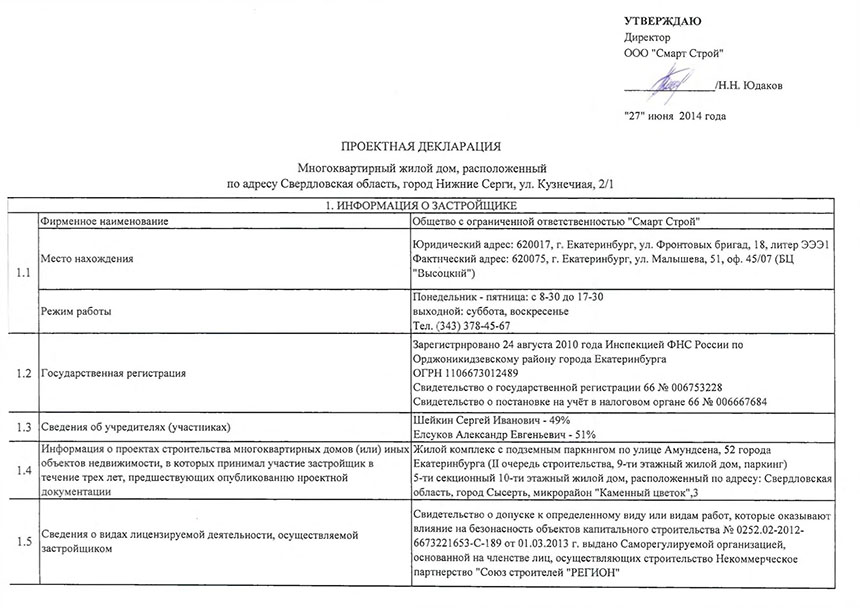 УТВЕРЖДАЮ
Директор
ООО "Смарт Строй"
/Н.Н. Юдаков
"27" июня 2014 года
ПРОЕКТНАЯ ДЕКЛАРАЦИЯ
Многоквартирный жилой дом, расположенный
по адресу Свердловская область, город Нижние Серги, ул. Кузнечная, 2/1
1. ИНФОРМАЦИЯ О ЗАСТРОЙЩИКЕ
1.1
Фирменное наименование
Общество с ограниченной ответственностью "Смарт Строй"
Место нахождения
Юридический адрес: 620017, г. Екатеринбург, ул. Фронтовых бригад, 18, литер ЭЭЭ1
Фактический адрес: 620075, г. Екатеринбург, ул. Малышева, 51, оф. 45/07 (БЦ
"Высоцкий")
Режим работы
Понедельник - пятница: с 8-30 до 17-30
выходной: суббота, воскресенье
Тел. (343) 378-45-67
1.2
Государственная регистрация
Зарегистрировано 24 августа 2010 года Инспекцией ФНС России по
Орджоникидзевскому району города Екатеринбурга
ОГРН 1106673012489
Свидетельство о государственной регистрации 66 № 006753228
Свидетельство о постановке на учёт в налоговом органе 66 № 006667684
1.3
Сведения об учредителях (участниках)
Шейкин Сергей Иванович - 49%
Елсуков Александр Евгеньевич - 51%
1.4
Информация о проектах строительства многоквартирных домов (или) иных
объектов недвижимости, в которых принимал участие застройщик в
течение трех лет, предшествующих опубликованию проектной
документации
Жилой комплекс с подземным паркингом по улице Амундсена, 52 города
Екатеринбурга (II очередь строительства, 9-ти этажный жилой дом, паркинг)
5-ти секционный 10-ти этажный жилой дом, расположенный по адресу: Свердловская
область, город Сысерть, микрорайон "Каменный цветок",3
1.5
Сведения о видах лицензируемой деятельности, осуществляемой
застройщиком
Свидетельство о допуске к определенному виду или видам работ, которые оказывают
влияние на безопасность объектов капитального строительства № 0252.02-2012-
6673221653-С-189 от 01.03.2013 г. выдано Саморегулируемой организацией,
основанной на членстве лиц, осуществляющих строительство Некоммерческое
партнерство "Союз строителей "РЕГИОН"